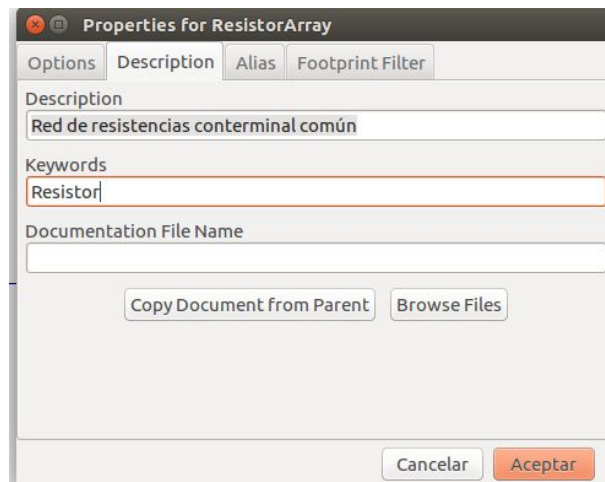 Properties for ResistorArray
Options Description Alias Footprint Filter
Description
Red de resistencias conterminal común
Keywords
Resistor
Documentation File Name
Copy Document from Parent Browse Files
Cancelar Aceptar